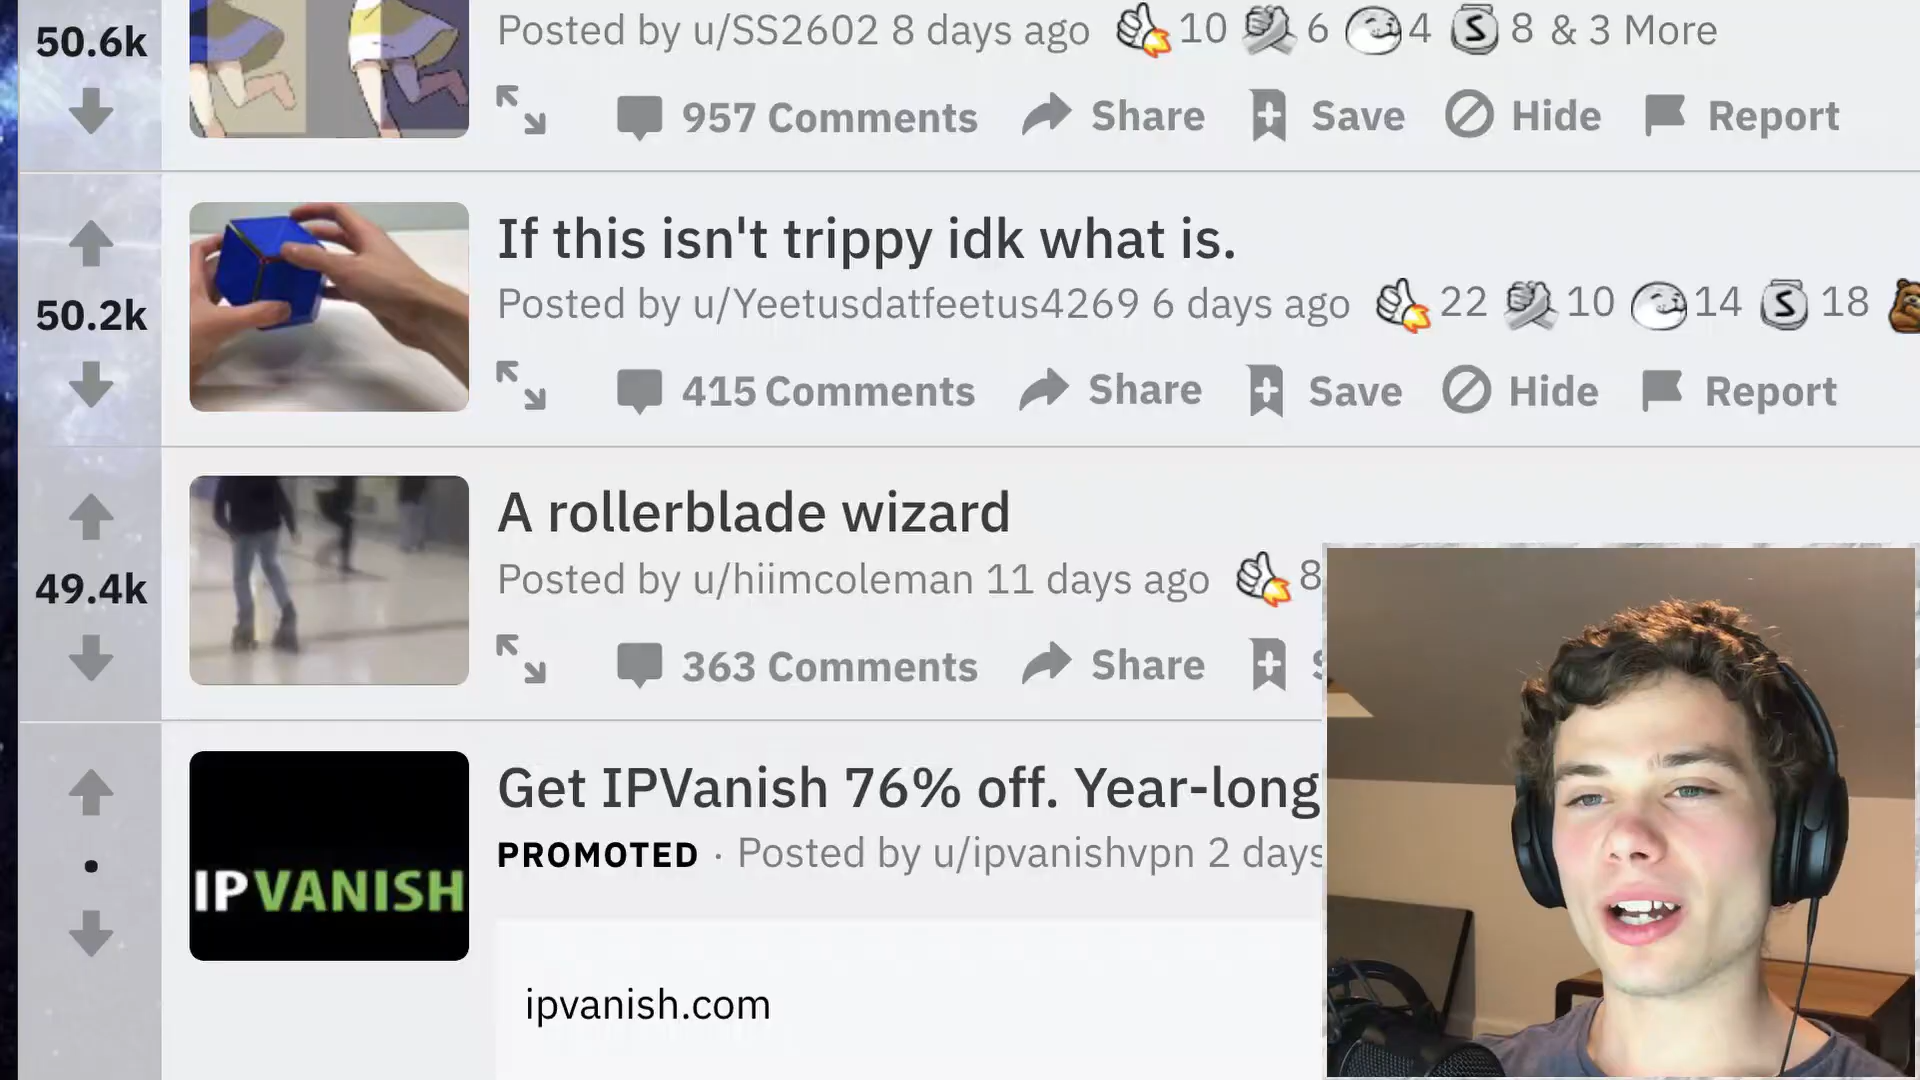 50.6k
Posted by u/SS2602 8 days ago 10 6 4 S 8 & 3 More
957 Comments Share Save Hide Report
If this isn't trippy idk what is.
50.2k
Posted by u/Yeetusdatfeetus4269 6 days ago 22 10 14 S 18
415 Comments Share Save Hide Report
A rollerblade wizard
49.4k
Posted by u/hiimcoleman 11 days ago 8
363 Comments Share
Get IPVanish 76% off. Year-long
PROMOTED · Posted by u/ipvanishvpn 2 days
IPVANISH
ipvanish.com